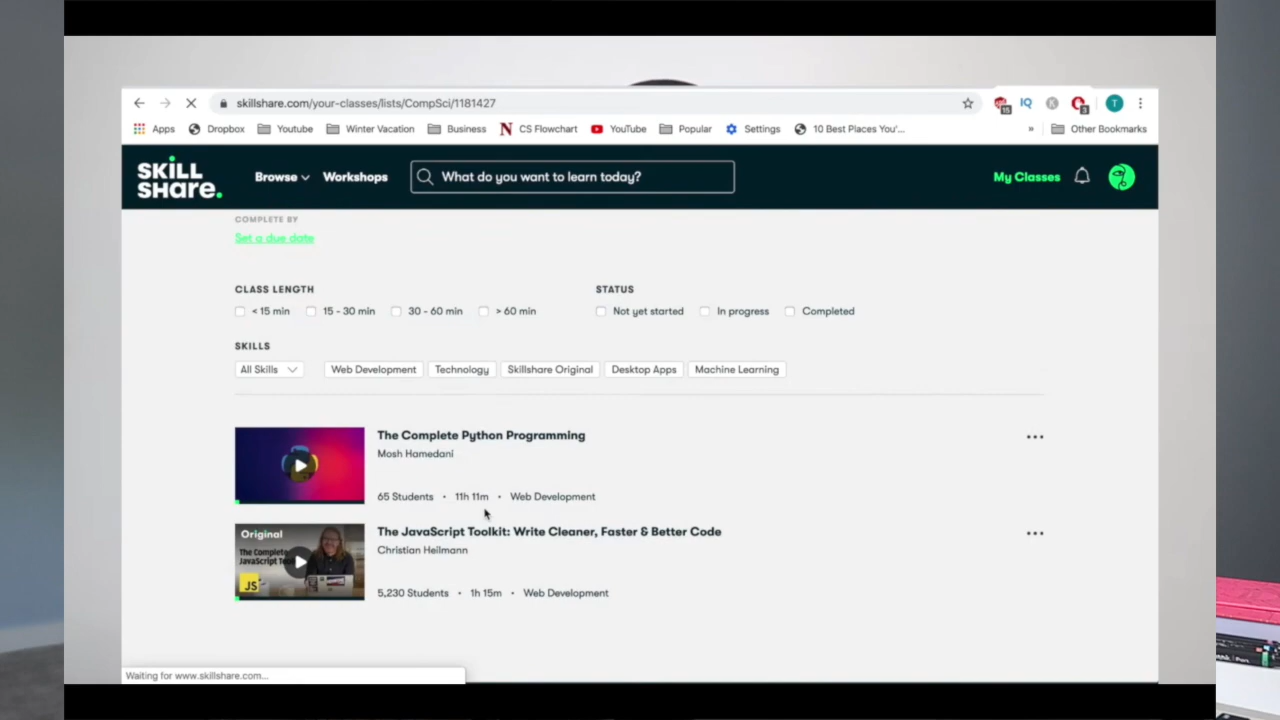 skillshare.com/your-classes/lists/CompSci/1181427
IQ
T
Apps Dropbox Youtube Winter Vacation Business CS Flowchart YouTube Popular Settings 10 Best Places You'... » Other Bookmarks
SKILL
SHARE.
Browse Workshops What do you want to learn today? My Classes
COMPLETE BY
Set a due date
CLASS LENGTH STATUS
< 15 min 15 - 30 min 30 - 60 min > 60 min Not yet started In progress Completed
SKILLS
All Skills Web Development Technology Skillshare Original Desktop Apps Machine Learning
The Complete Python Programming
Mosh Hamedani
65 Students • 11h 11m • Web Development
Original
The Complete
JavaScript
JS
The JavaScript Toolkit: Write Cleaner, Faster & Better Code
Christian Heilmann
5,230 Students • 1h 15m • Web Development
Waiting for www.skillshare.com...